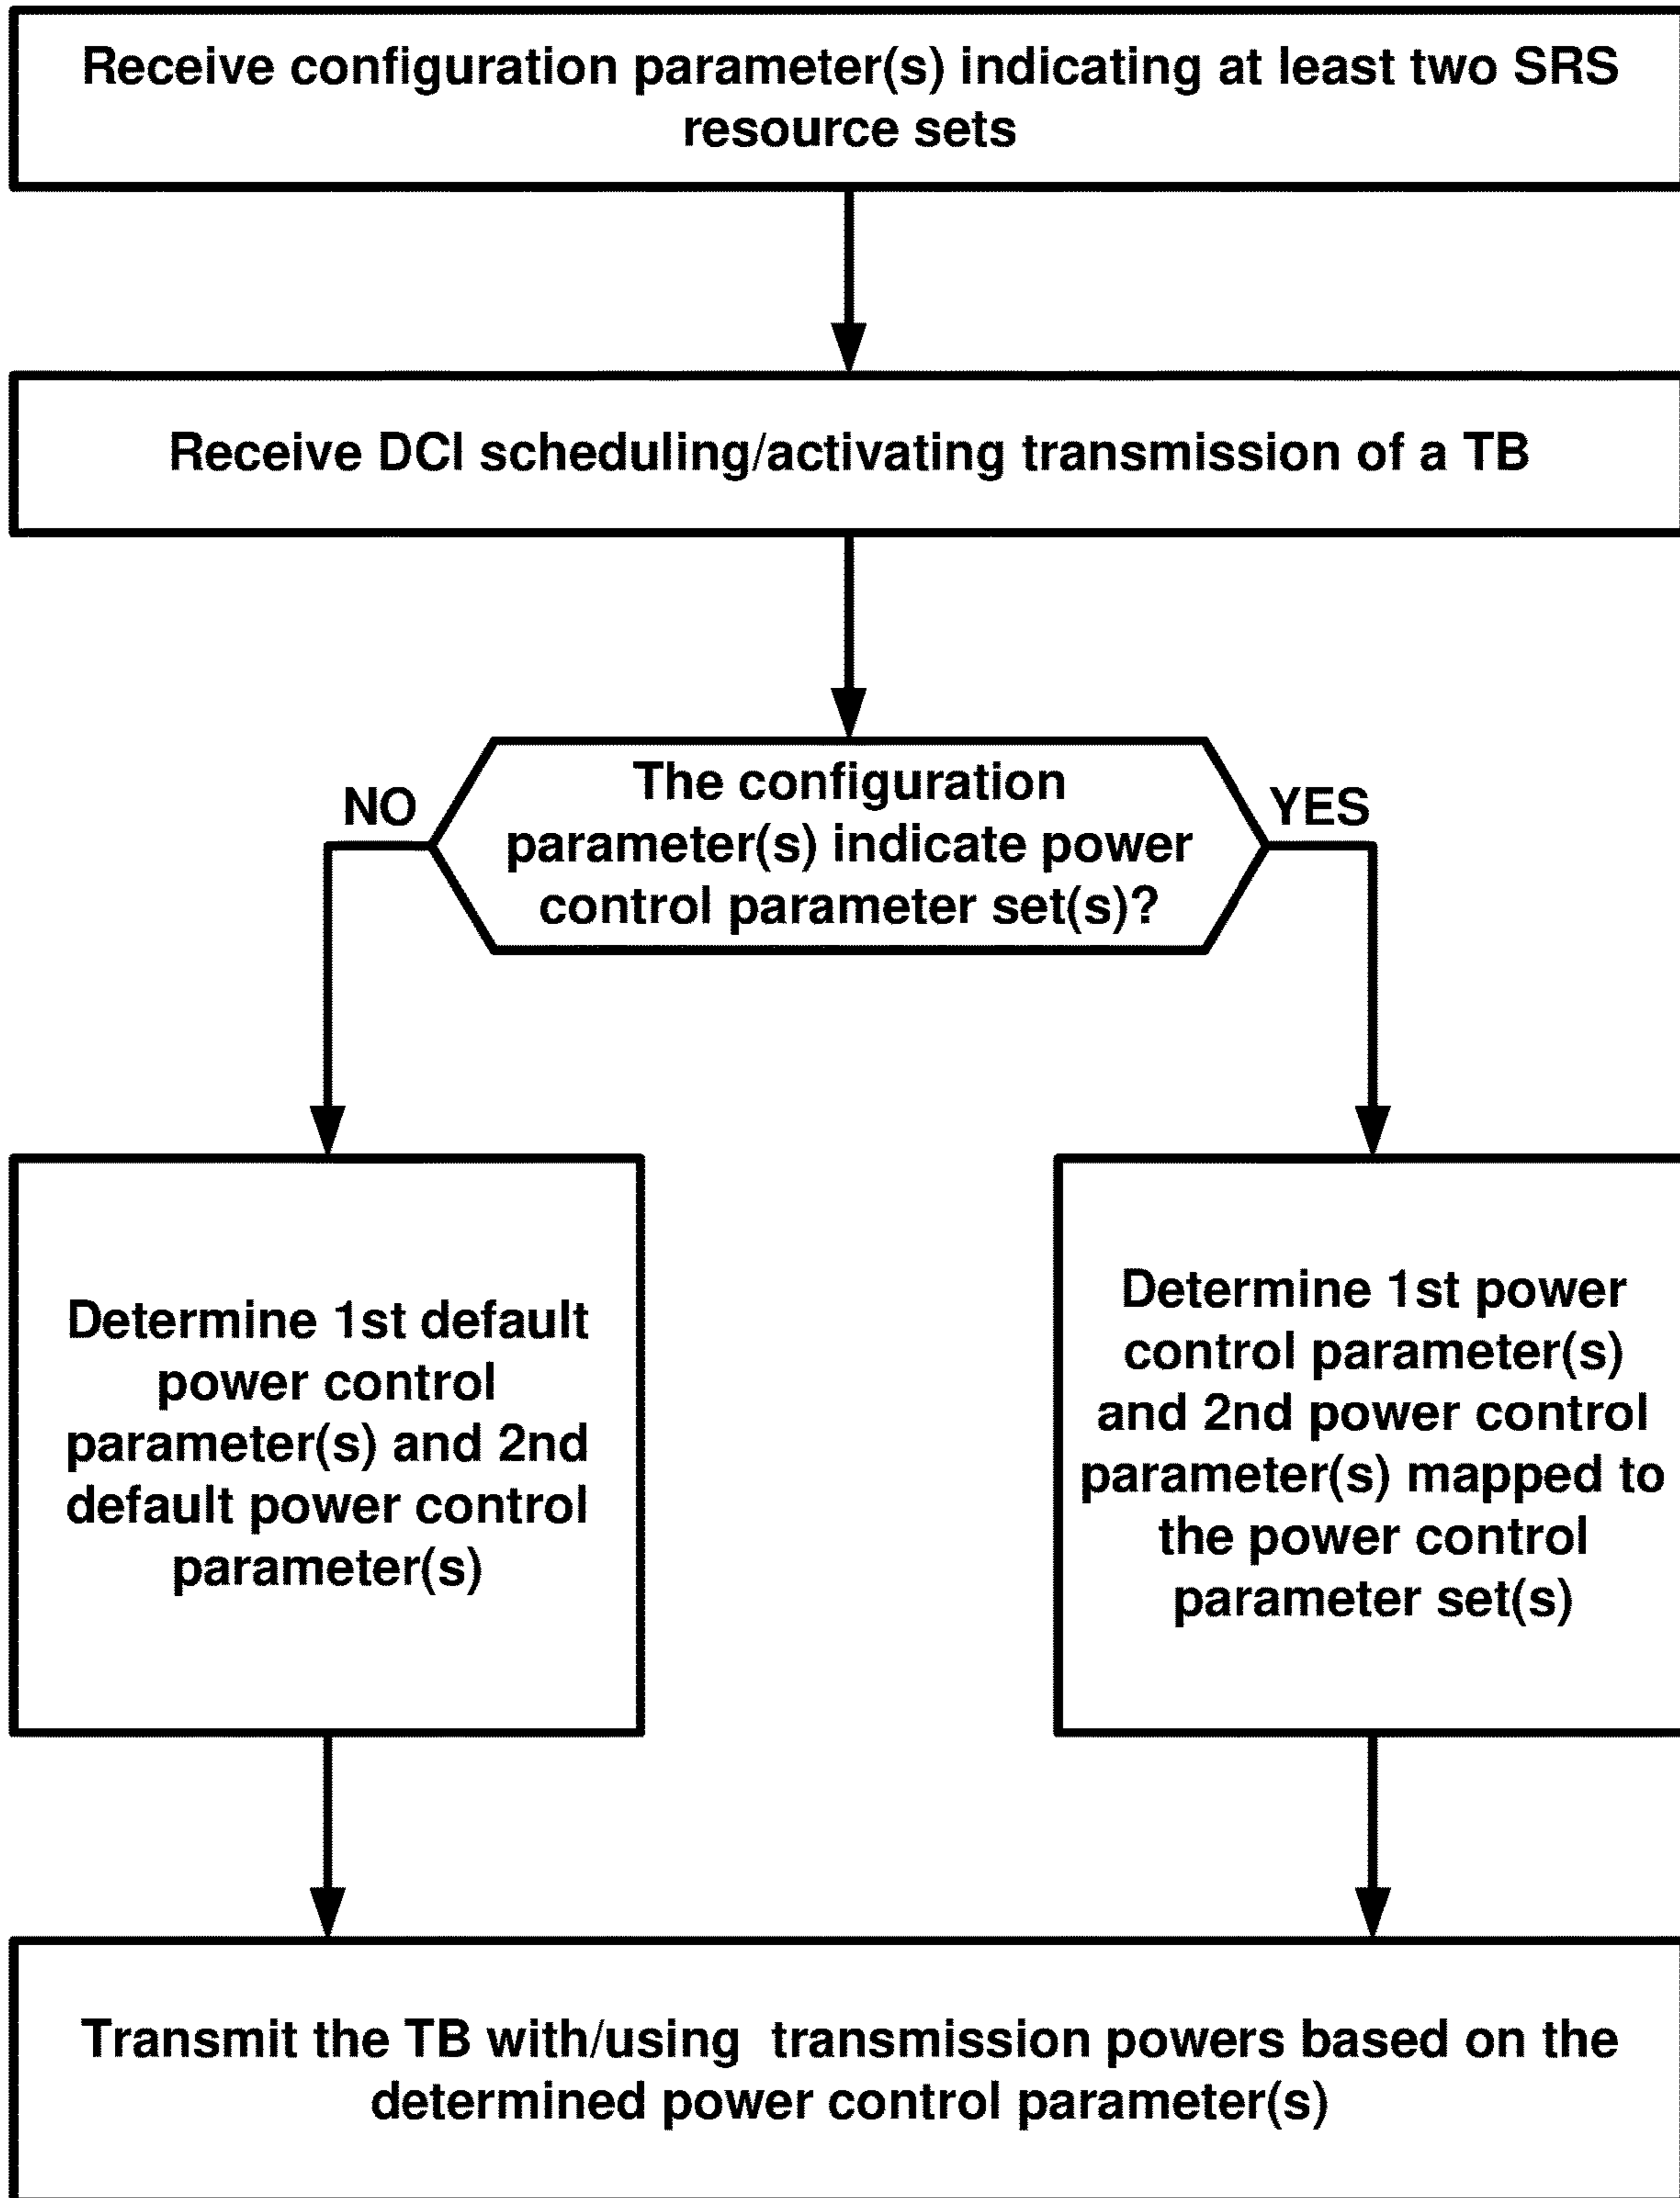 Receive configuration parameter(s) indicating at least two SRS
resource sets
Receive DCI scheduling/activating transmission of a TB
The configuration
parameter(s) indicate power
control parameter set(s)?
NO
YES
Determine 1st default
power control
parameter(s) and 2nd
default power control
parameter(s)
Determine 1st power
control parameter(s)
and 2nd power control
parameter(s) mapped to
the power control
parameter set(s)
Transmit the TB with/using  transmission powers based on the
determined power control parameter(s)